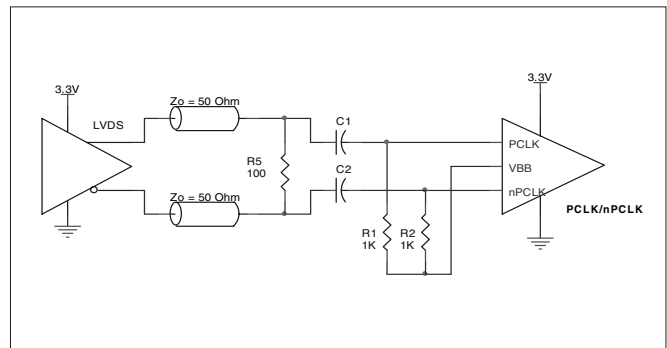 3.3V
LVDS
Zo = 50 Ohm
Zo = 50 Ohm
R5
100
C1
C2
R1
1K
R2
1K
3.3V
PCLK
VBB
nPCLK
PCLK/nPCLK